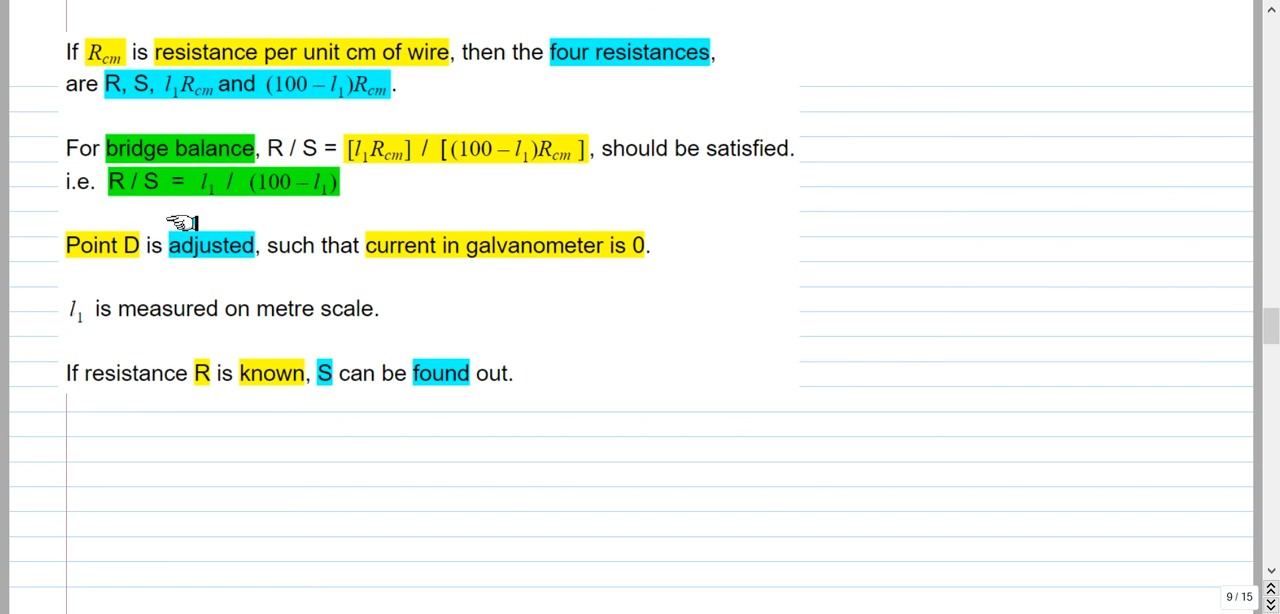 If R_cm is resistance per unit cm of wire, then the four resistances,
are R, S, l₁R_cm and (100 – l₁)R_cm.
For bridge balance, R / S = [l₁R_cm] / [(100 – l₁)R_cm ] , should be satisfied.
i.e. R / S = l₁ / (100 – l₁)
Point D is adjusted, such that current in galvanometer is 0.
l₁ is measured on metre scale.
If resistance R is known, S can be found out.
9 / 15